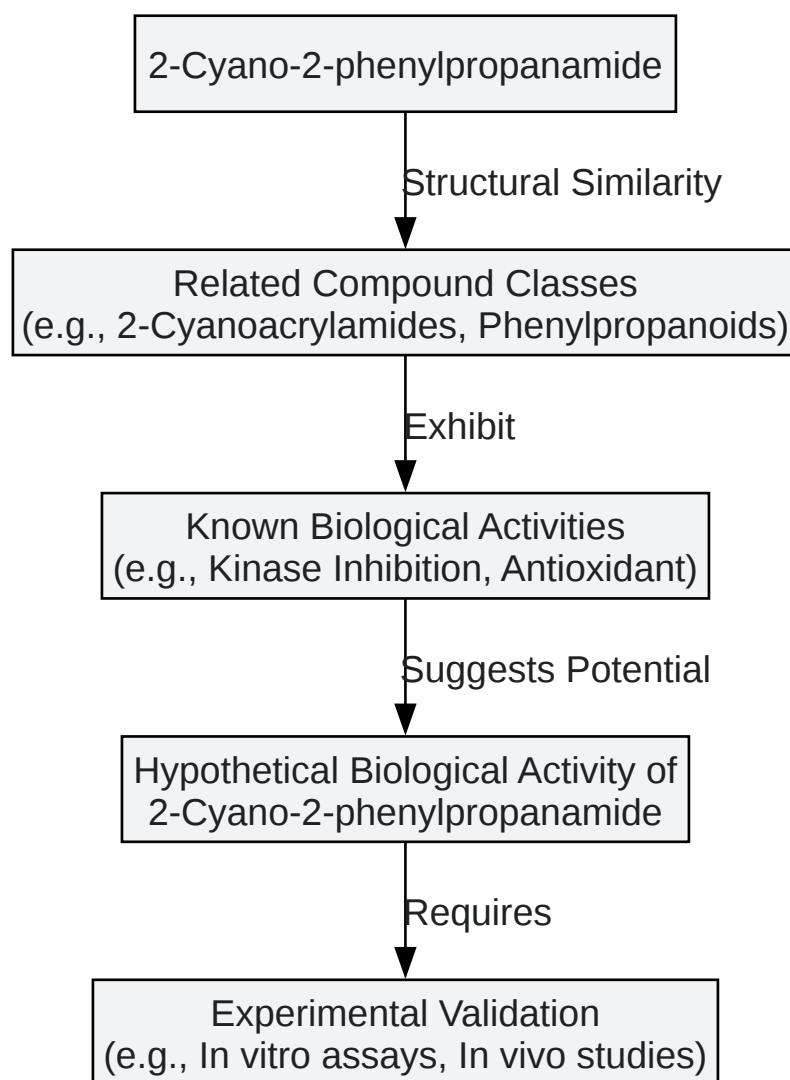 2-Cyano-2-phenylpropanamide
Structural Similarity
Related Compound Classes
(e.g., 2-Cyanoacrylamides, Phenylpropanoids)
Exhibit
Known Biological Activities
(e.g., Kinase Inhibition, Antioxidant)
Suggests Potential
Hypothetical Biological Activity of
2-Cyano-2-phenylpropanamide
Requires
Experimental Validation
(e.g., In vitro assays, In vivo studies)